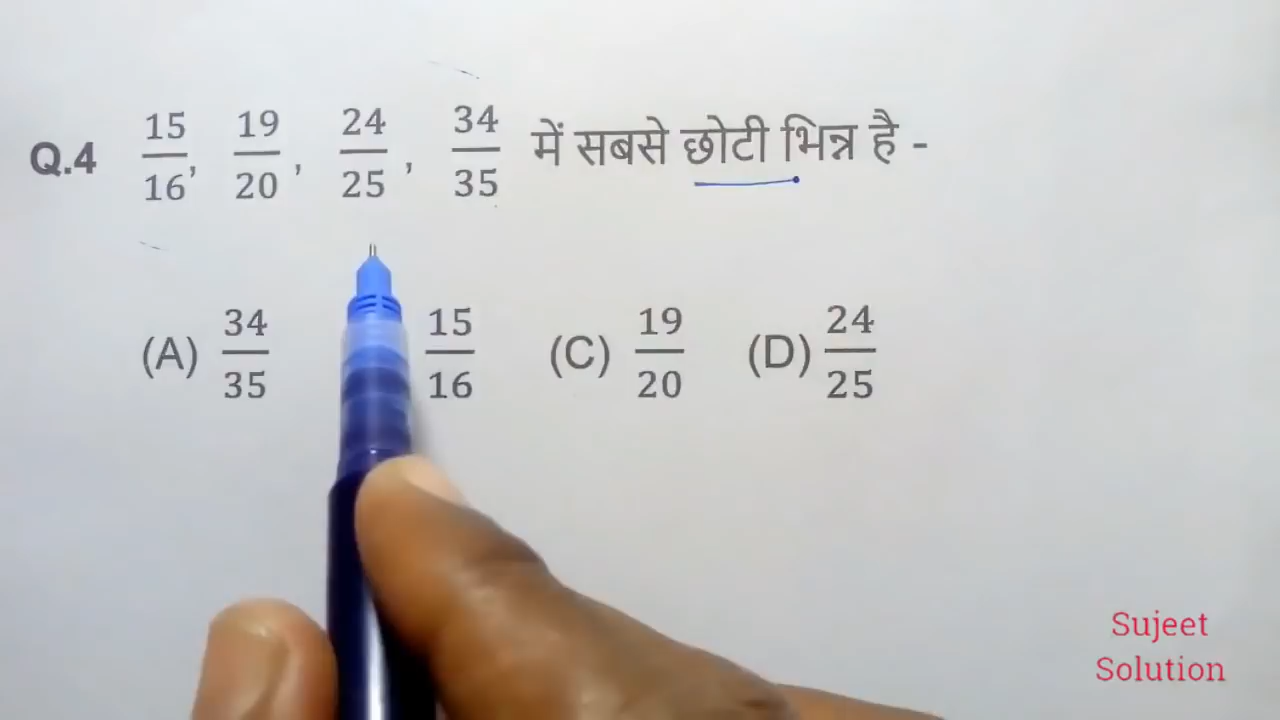 Q.4 15/16, 19/20, 24/25, 34/35 में सबसे छोटी भिन्न है -
(A) 34/35 15/16 (C) 19/20 (D) 24/25
Sujeet
Solution